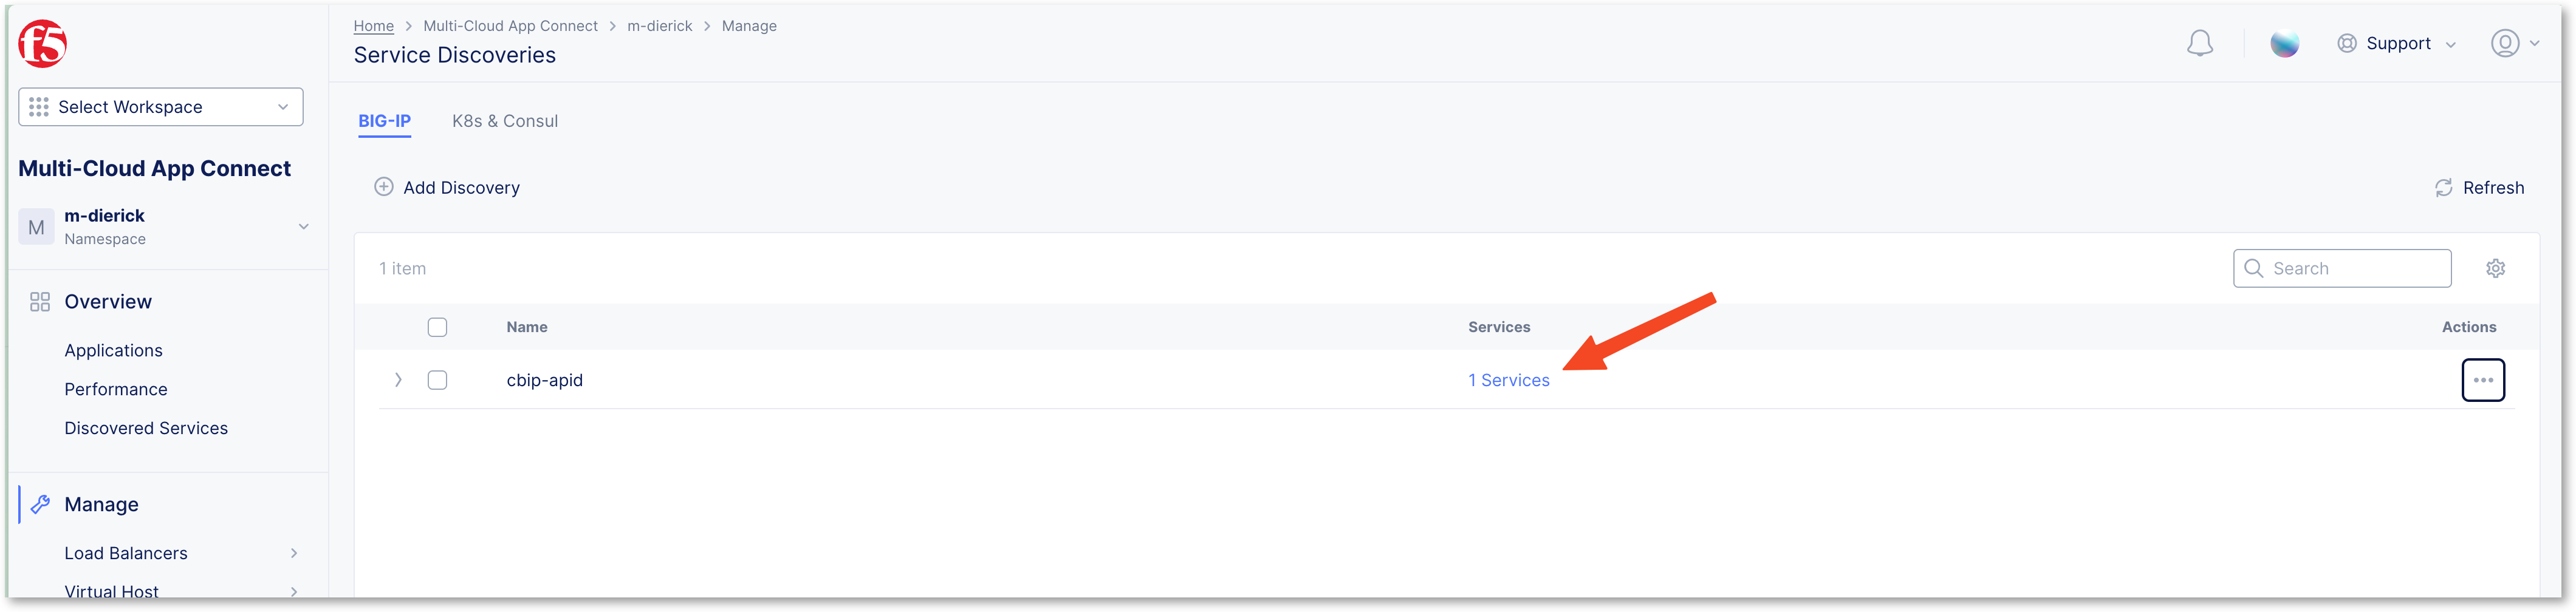 f5
Home > Multi-Cloud App Connect > m-dierick > Manage
Service Discoveries
Support
Select Workspace
Multi-Cloud App Connect
M
m-dierick
Namespace
Overview
Applications
Performance
Discovered Services
Manage
Load Balancers
Virtual Host
BIG-IP K8s & Consul
Add Discovery
Refresh
1 item
Search
Name Services Actions
cbip-apid 1 Services